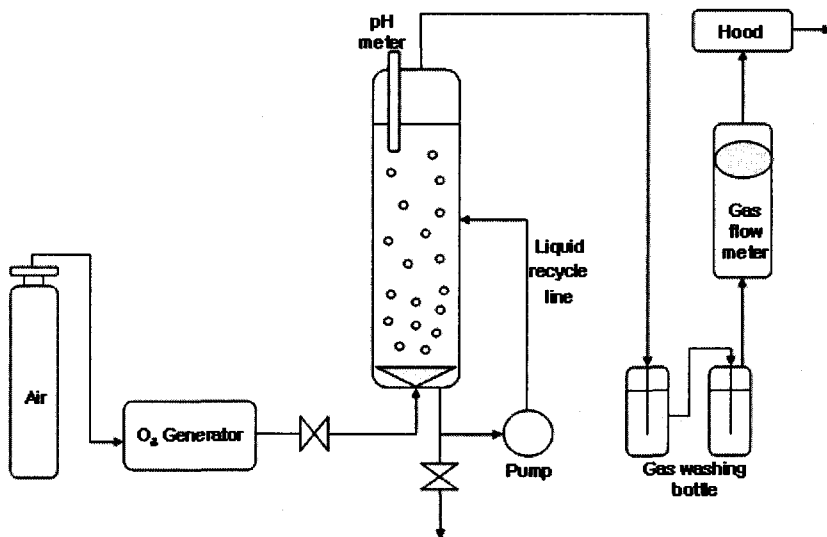 pH
meter
Hood
Gas
flow
meter
Liquid
recycle
line
Air
O₃ Generator
Pump
Gas washing
bottle